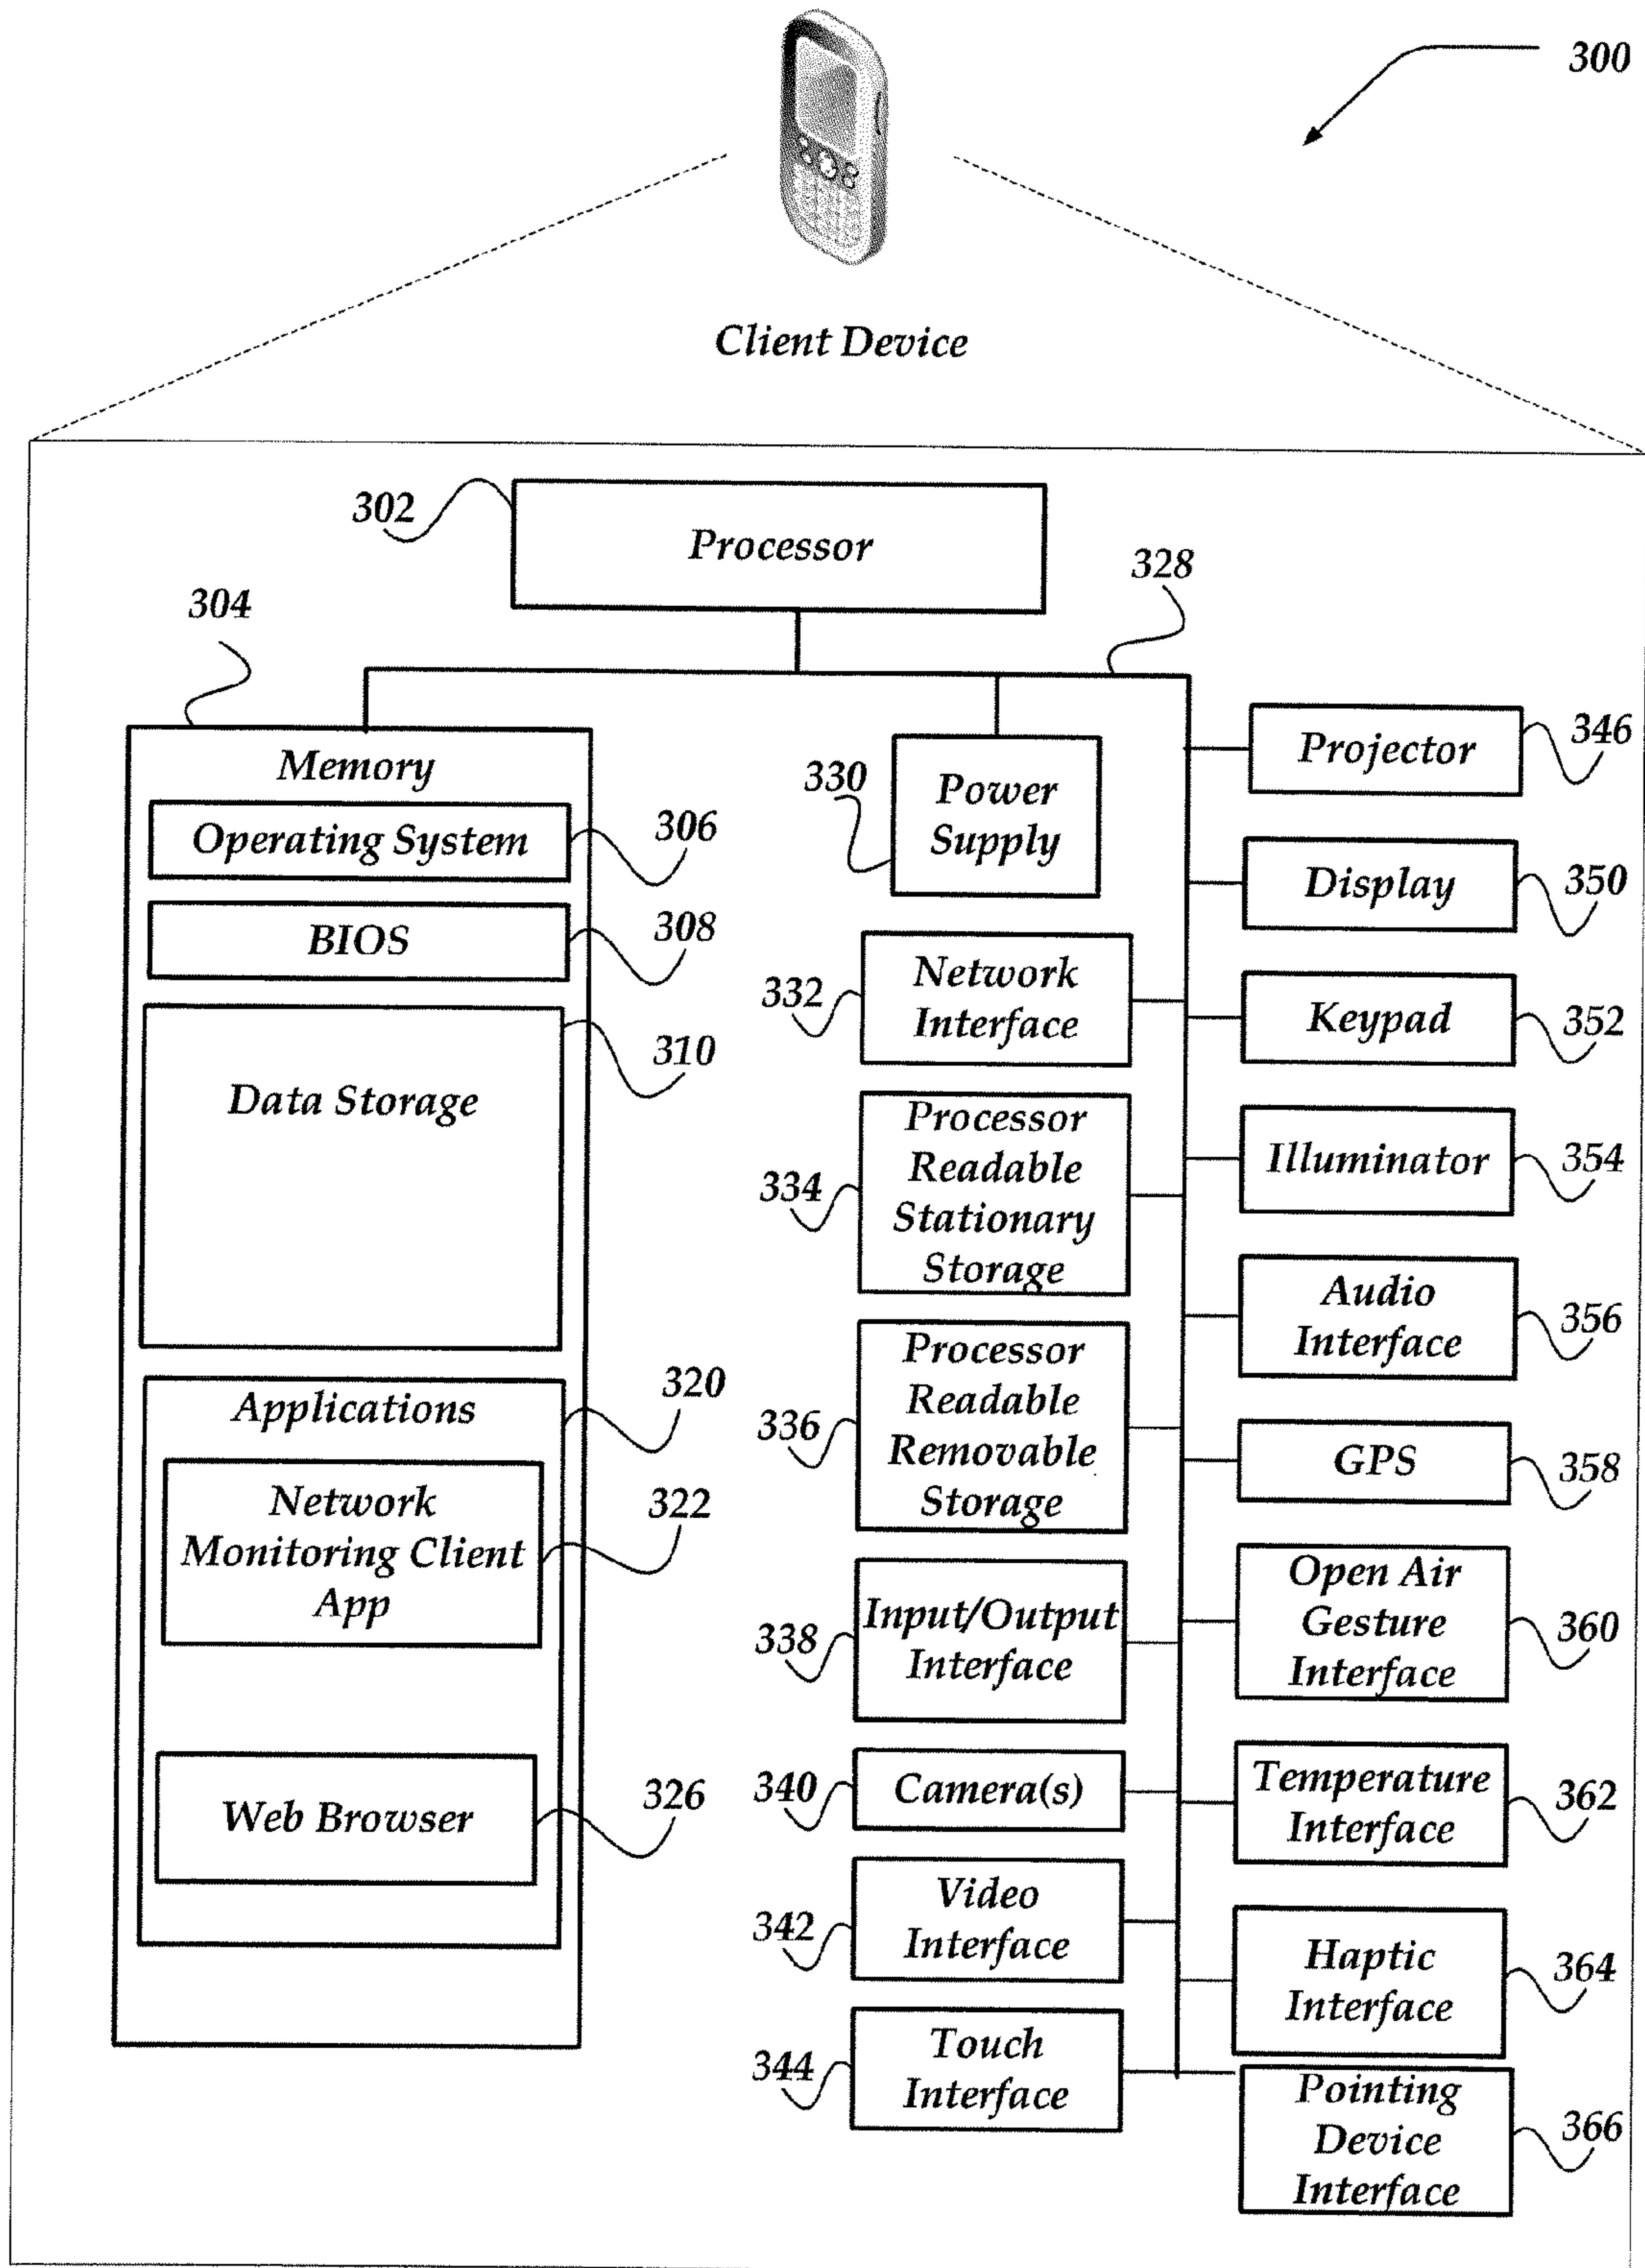 300
Client Device
302
Processor
328
304
Memory
Operating System
306
BIOS
308
310
Data Storage
Applications
320
Network
Monitoring Client
App
322
Web Browser
326
330
Power
Supply
332
Network
Interface
334
Processor
Readable
Stationary
Storage
336
Processor
Readable
Removable
Storage
338
Input/Output
Interface
340
Camera(s)
342
Video
Interface
344
Touch
Interface
Projector
346
Display
350
Keypad
352
Illuminator
354
Audio
Interface
356
GPS
358
Open Air
Gesture
Interface
360
Temperature
Interface
362
Haptic
Interface
364
Pointing
Device
Interface
366